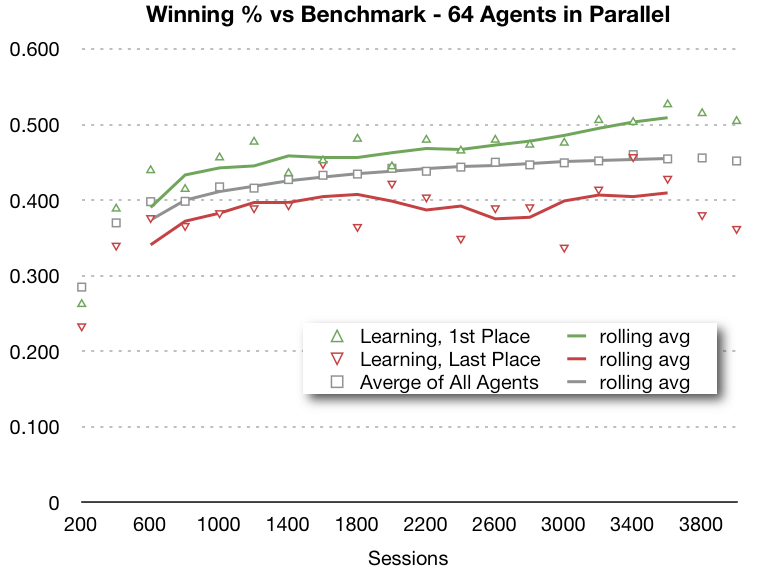 Winning % vs Benchmark - 64 Agents in Parallel
0.600
0.500
0.400
0.300
0.200
0.100
0
Learning, 1st Place rolling avg
Learning, Last Place rolling avg
Averge of All Agents rolling avg
200 600 1000 1400 1800 2200 2600 3000 3400 3800
Sessions